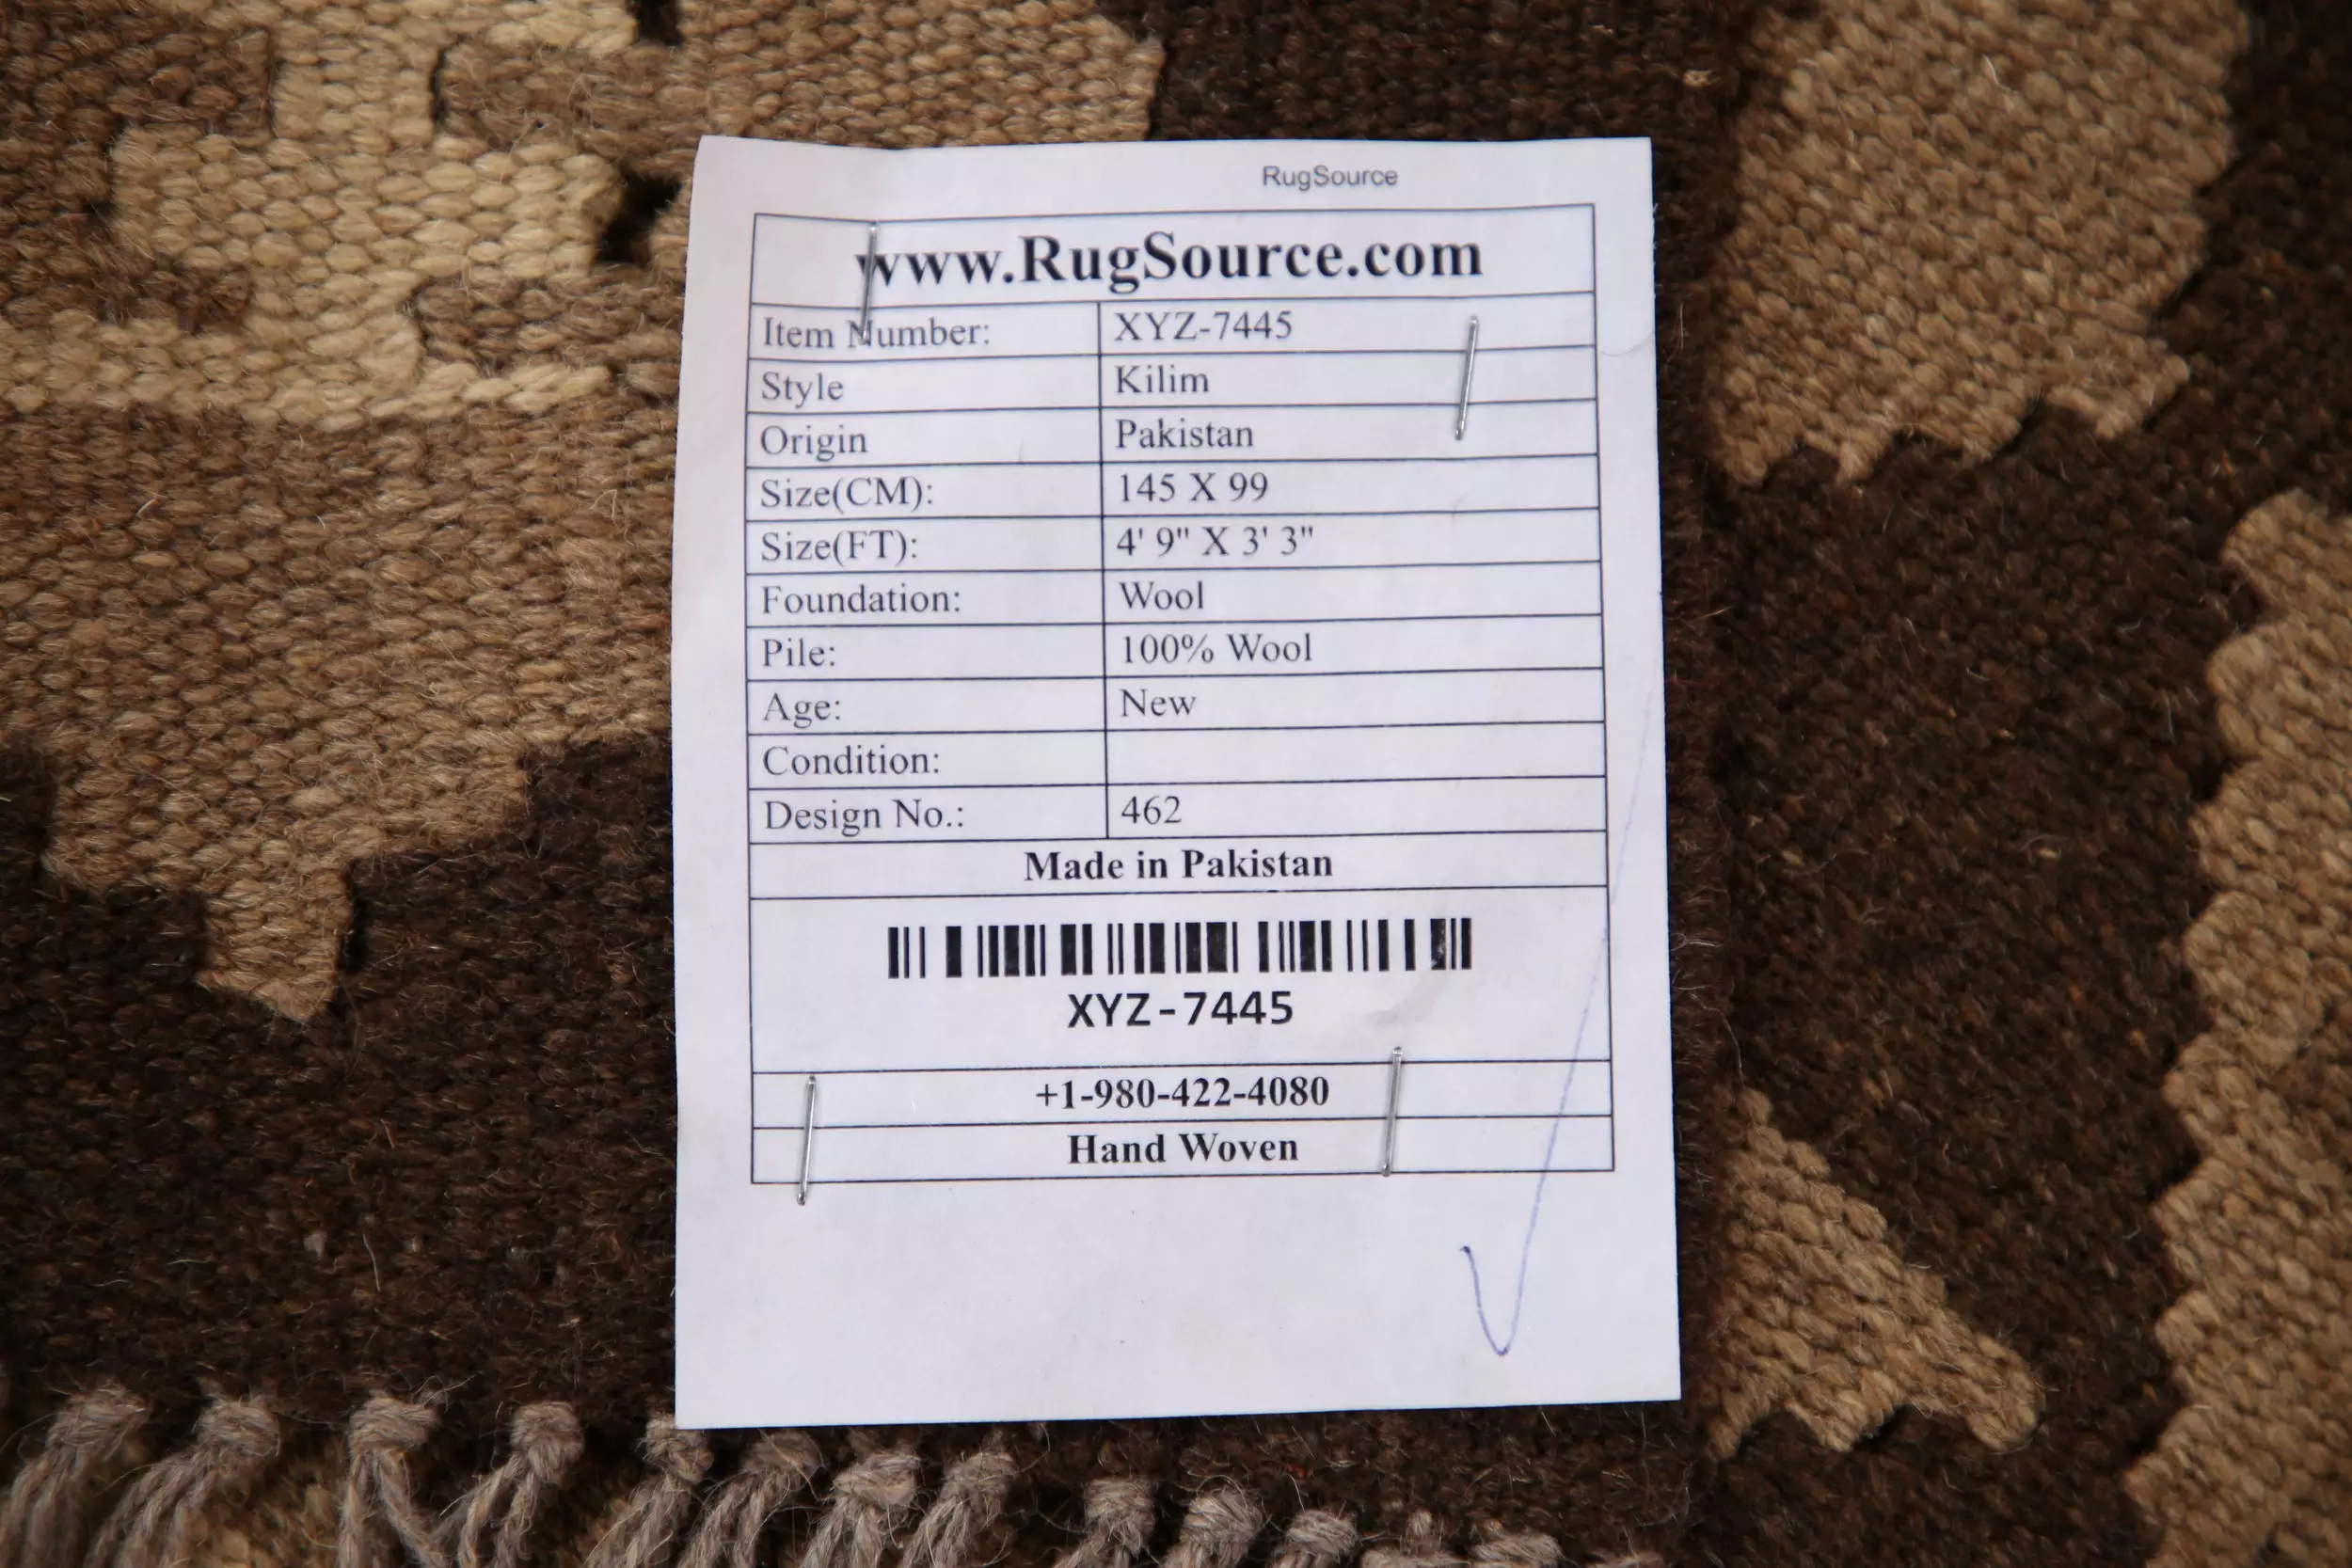 RugSource
www.RugSource.com
Item Number: XYZ-7445
Style Kilim
Origin Pakistan
Size(CM): 145 X 99
Size(FT): 4' 9" X 3' 3"
Foundation: Wool
Pile: 100% Wool
Age: New
Condition:
Design No.: 462
Made in Pakistan
XYZ-7445
+1-980-422-4080
Hand Woven